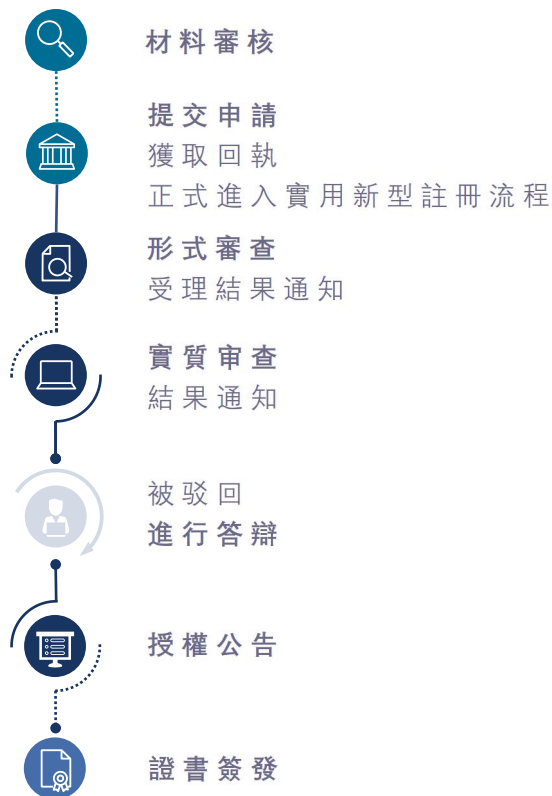 材料審核
提交申請
獲取回執
正式進入實用新型註冊流程
形式審查
受理結果通知
實質审查
結果通知
被驳回
進行答辯
授權公告
證書簽發